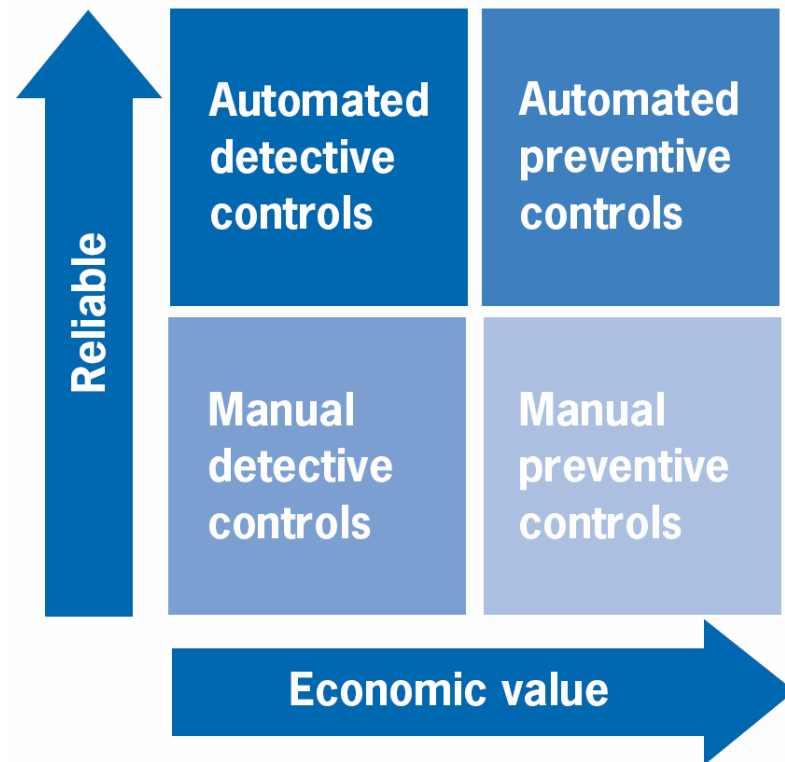 Reliable
Automated
detective
controls
Automated
preventive
controls
Manual
detective
controls
Manual
preventive
controls
Economic value